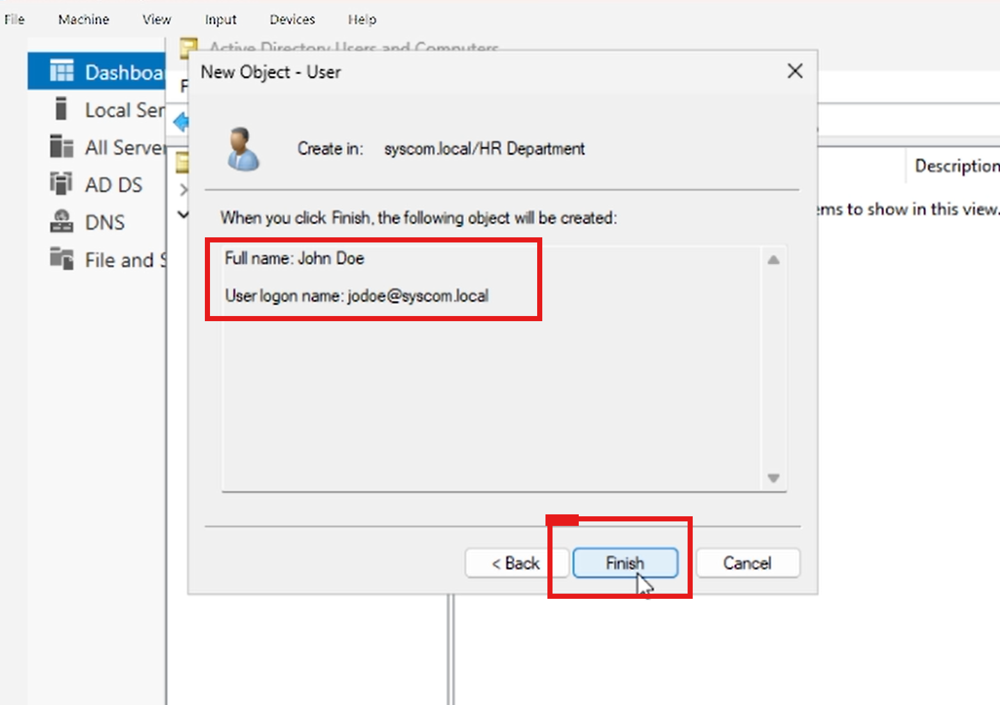 File Machine View Input Devices Help
Active Directory Users and Computers
Dashboa
New Object - User
F
Local Ser
All Server
Create in: syscom.local/HR Department
Description
AD DS
ems to show in this view.
When you click Finish, the following object will be created:
DNS
Full name: John Doe
File and S
User logon name: jodoe@syscom.local
< Back Finish Cancel